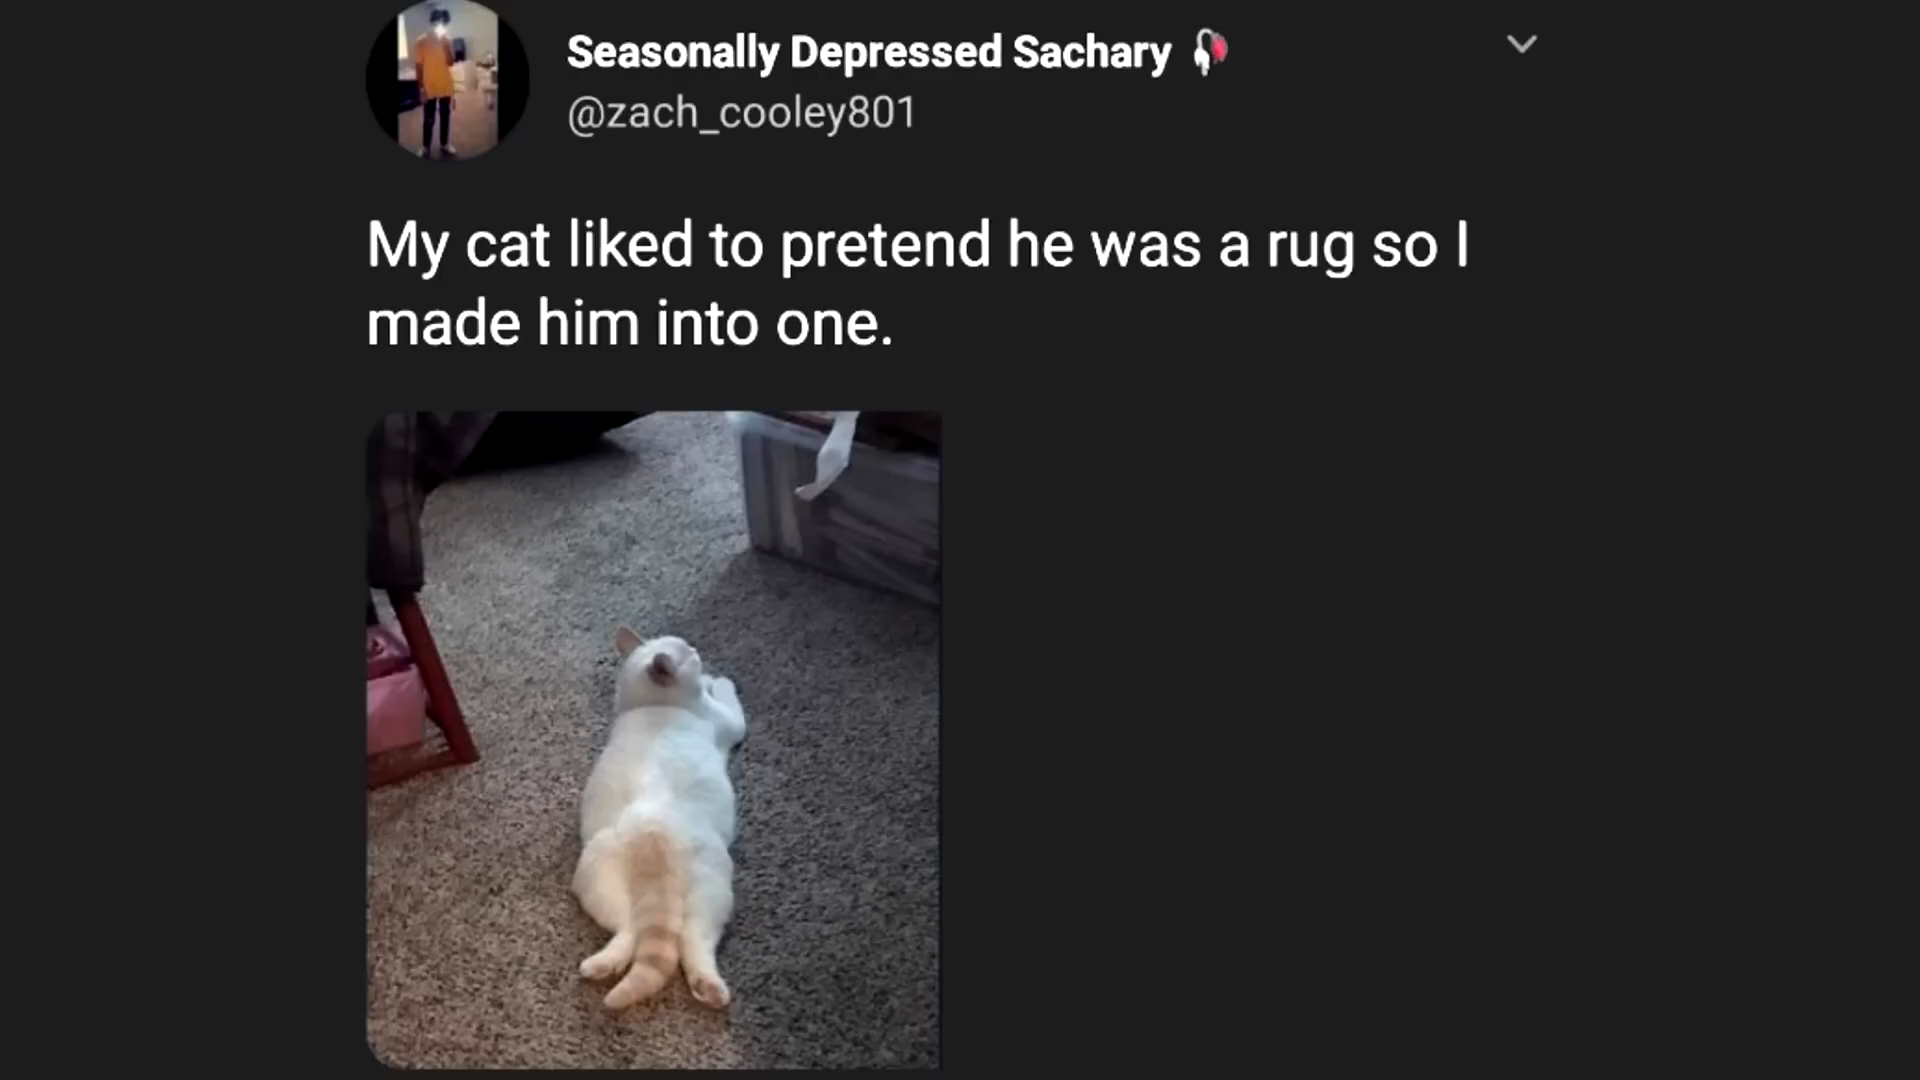 Seasonally Depressed Sachary 🥀
@zach_cooley801
My cat liked to pretend he was a rug so I
made him into one.